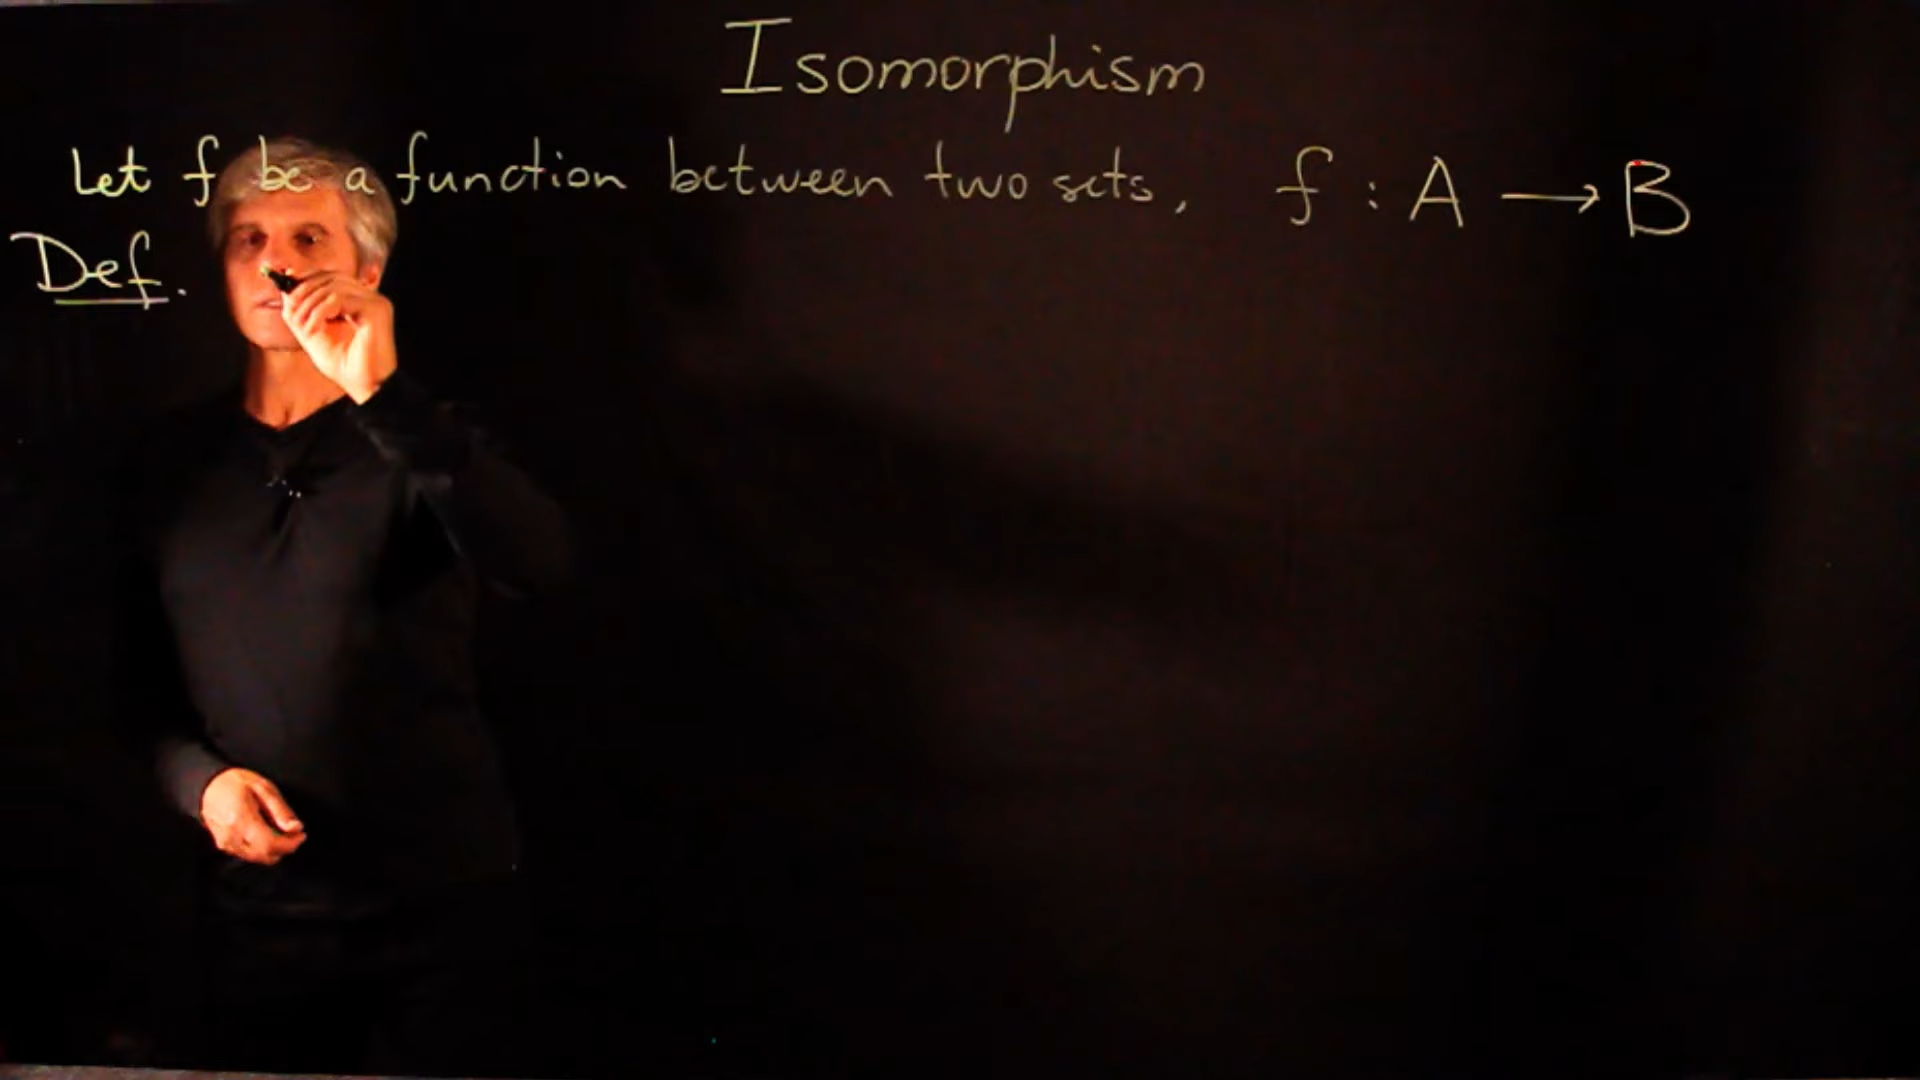 Isomorphism
Let f be a function between two sets, f : A → B
Def.